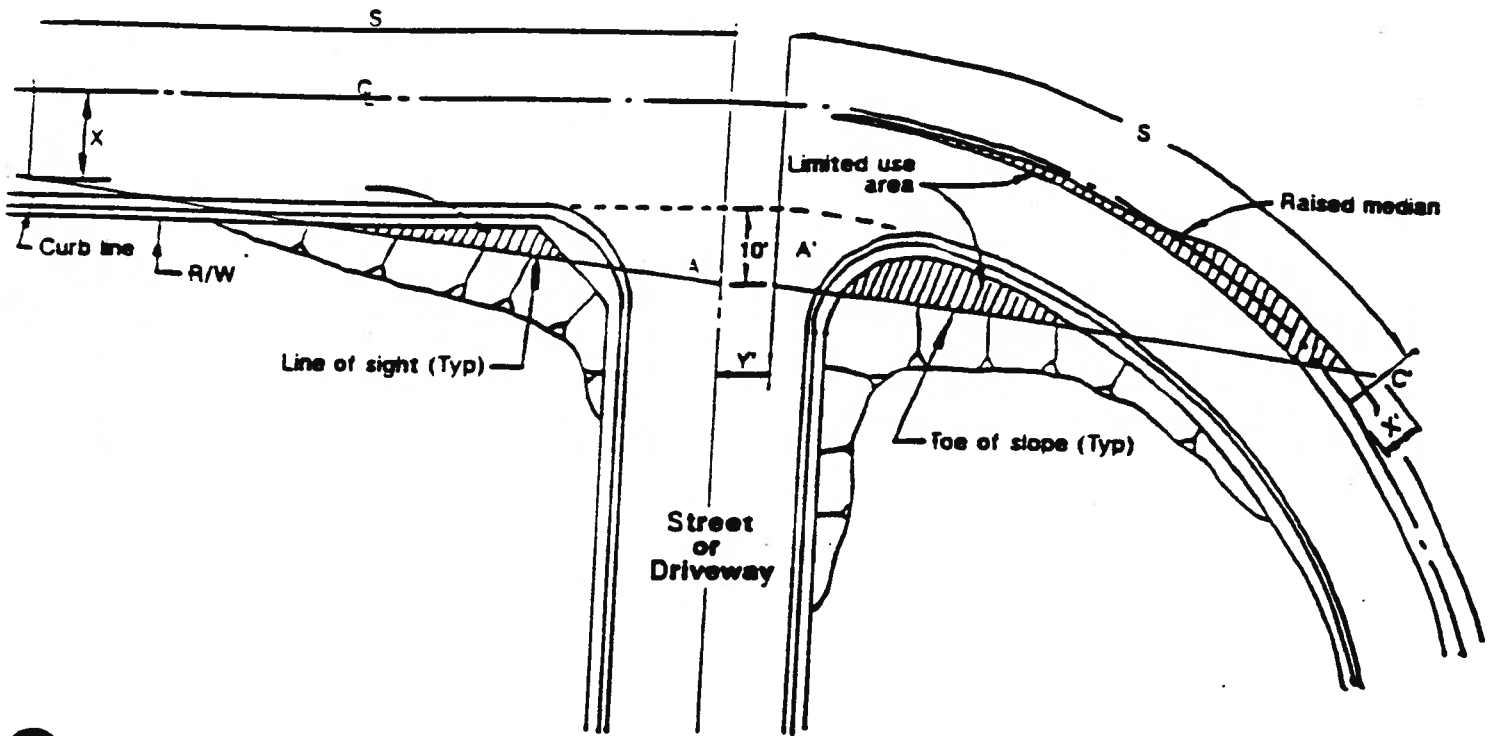 S
C̲
X
S
Limited use
area
Raised median
10'
A'
A
Curb line
R/W
Line of sight (Typ)
Y'
C'
X'
Toe of slope (Typ)
Street
or
Driveway